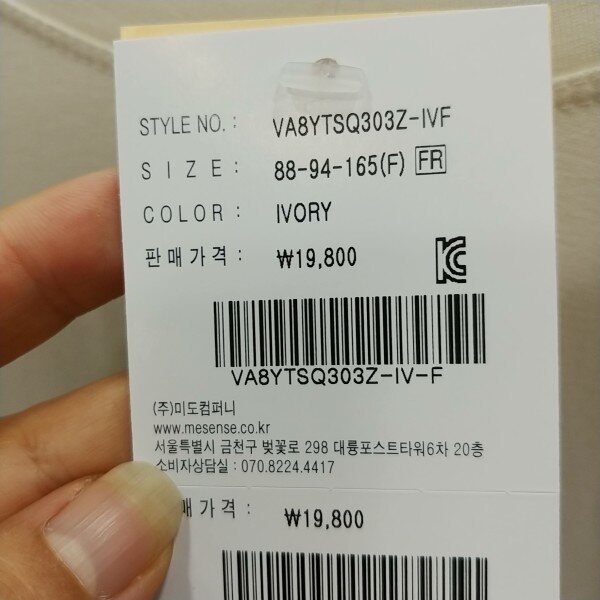 STYLE NO. : VA8YTSQ303Z-IVF
SIZE : 88-94-165(F) FR
COLOR : IVORY
판매가격 : ₩19,800
VA8YTSQ303Z-IV-F
(주)미도컴퍼니
www.mesense.co.kr
서울특별시 금천구 벚꽃로 298 대륭포스트타워6차 20층
소비자상담실 : 070.8224.4417
매가격 : ₩19,800